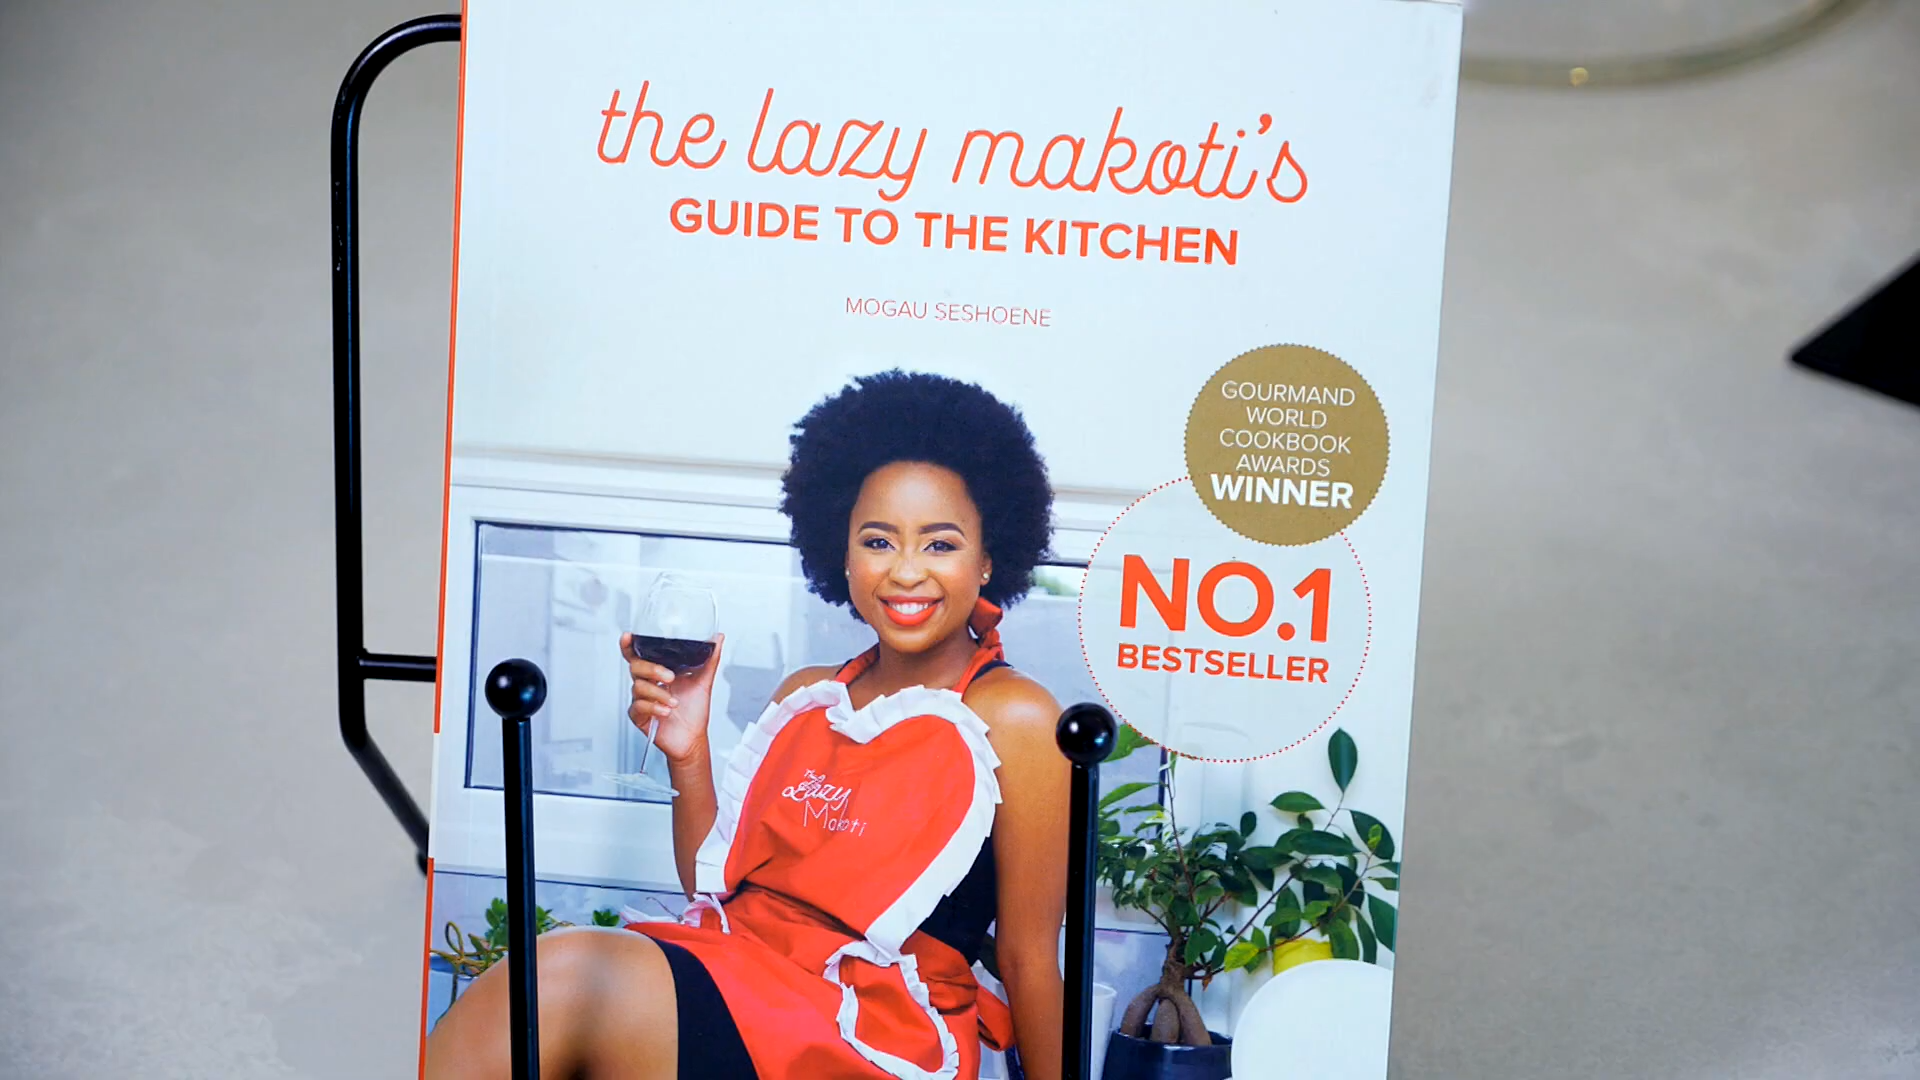 the lazy makoti's
GUIDE TO THE KITCHEN
MOGAU SESHOENE
GOURMAND
WORLD
COOKBOOK
AWARDS
WINNER
NO.1
BESTSELLER
The
Lazy
Makoti